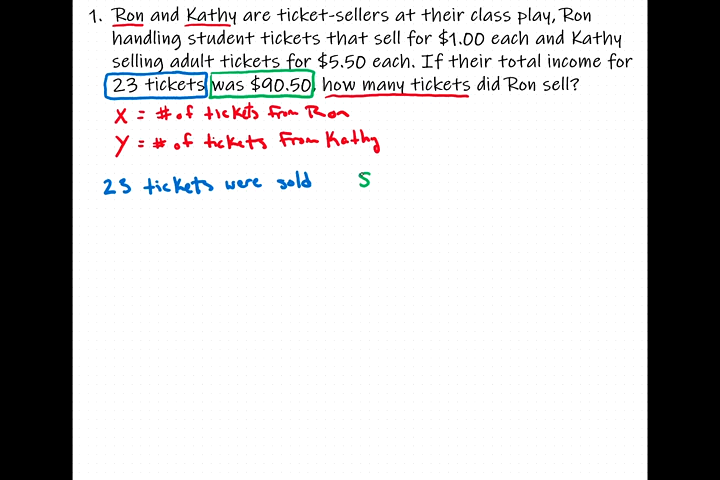 1. Ron and Kathy are ticket-sellers at their class play, Ron
handling student tickets that sell for $1.00 each and Kathy
selling adult tickets for $5.50 each. If their total income for
23 tickets was $90.50, how many tickets did Ron sell?
X = # of tickets from Ron
Y = # of tickets From Kathy
23 tickets were sold S